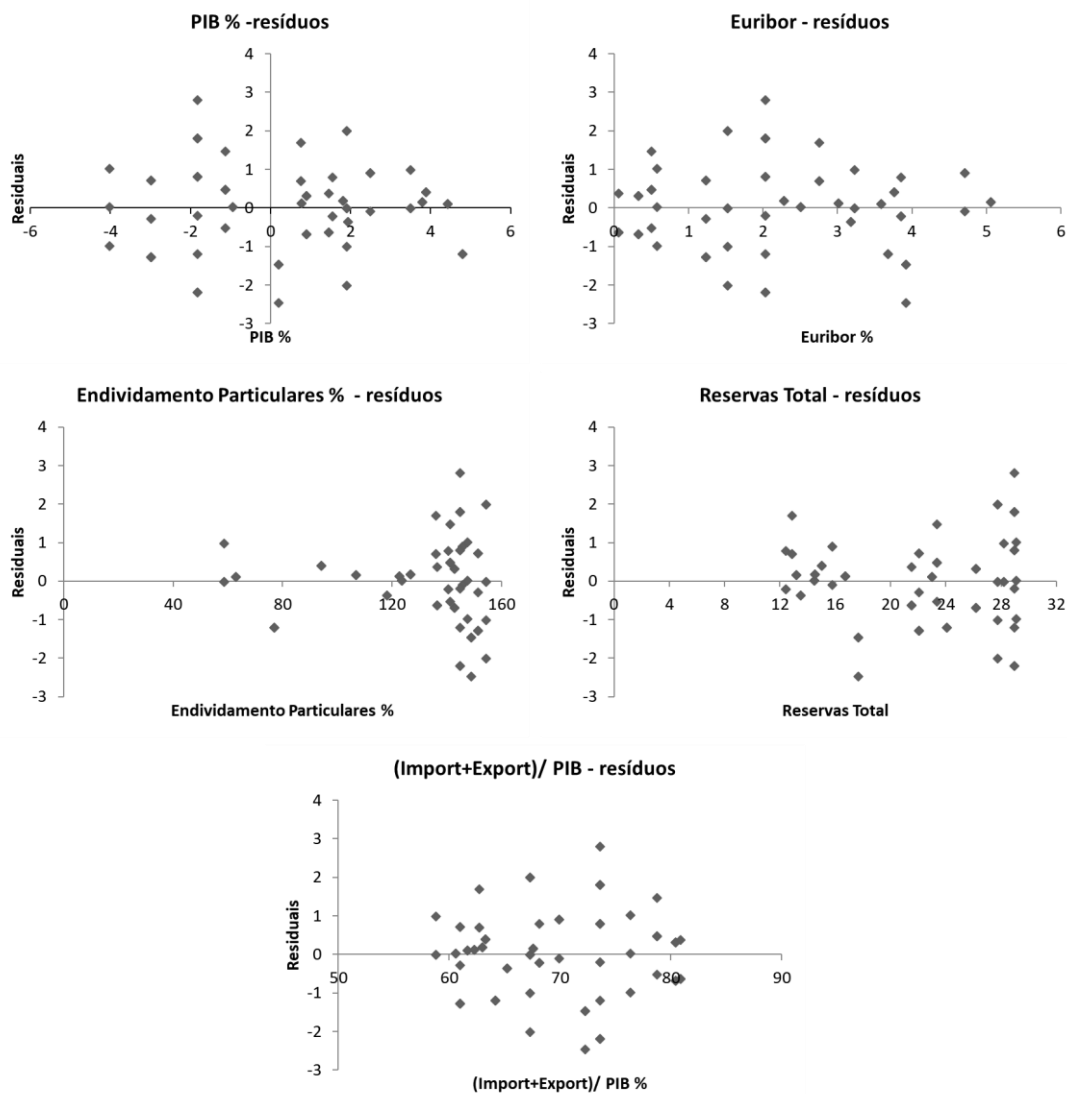 PIB % -resíduos
4
3
2
1
0
-1
-2
-3
-6 -4 -2 0 2 4 6
Residuais
PIB %
Euribor - resíduos
4
3
2
1
0
-1
-2
-3
0 1 2 3 4 5 6
Residuais
Euribor %
Endividamento Particulares % - resíduos
4
3
2
1
0
-1
-2
-3
0 40 80 120 160
Residuais
Endividamento Particulares %
Reservas Total - resíduos
4
3
2
1
0
-1
-2
-3
0 4 8 12 16 20 24 28 32
Residuais
Reservas Total
(Import+Export)/ PIB - resíduos
4
3
2
1
0
-1
-2
-3
50 60 70 80 90
Residuais
(Import+Export)/ PIB %